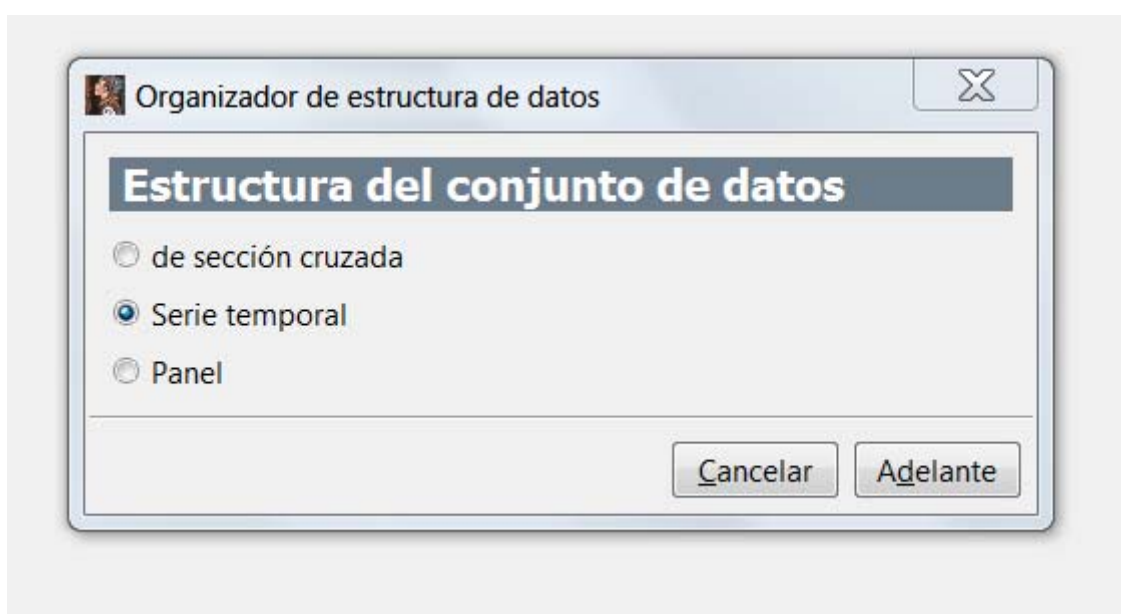 Organizador de estructura de datos
Estructura del conjunto de datos
de sección cruzada
Serie temporal
Panel
Cancelar Adelante